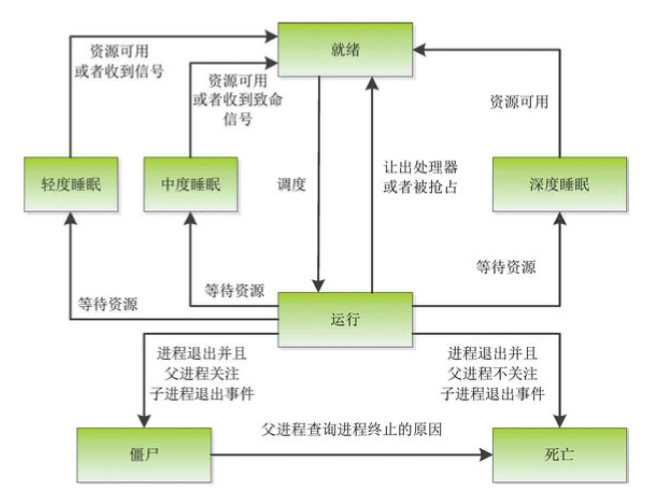 就绪
资源可用
或者收到信号
资源可用
或者收到致命
信号
资源可用
轻度睡眠
中度睡眠
调度
让出处理器
或者被抢占
深度睡眠
等待资源
等待资源
等待资源
运行
进程退出并且
父进程关注
子进程退出事件
进程退出并且
父进程不关注
子进程退出事件
僵尸
父进程查询进程终止的原因
死亡